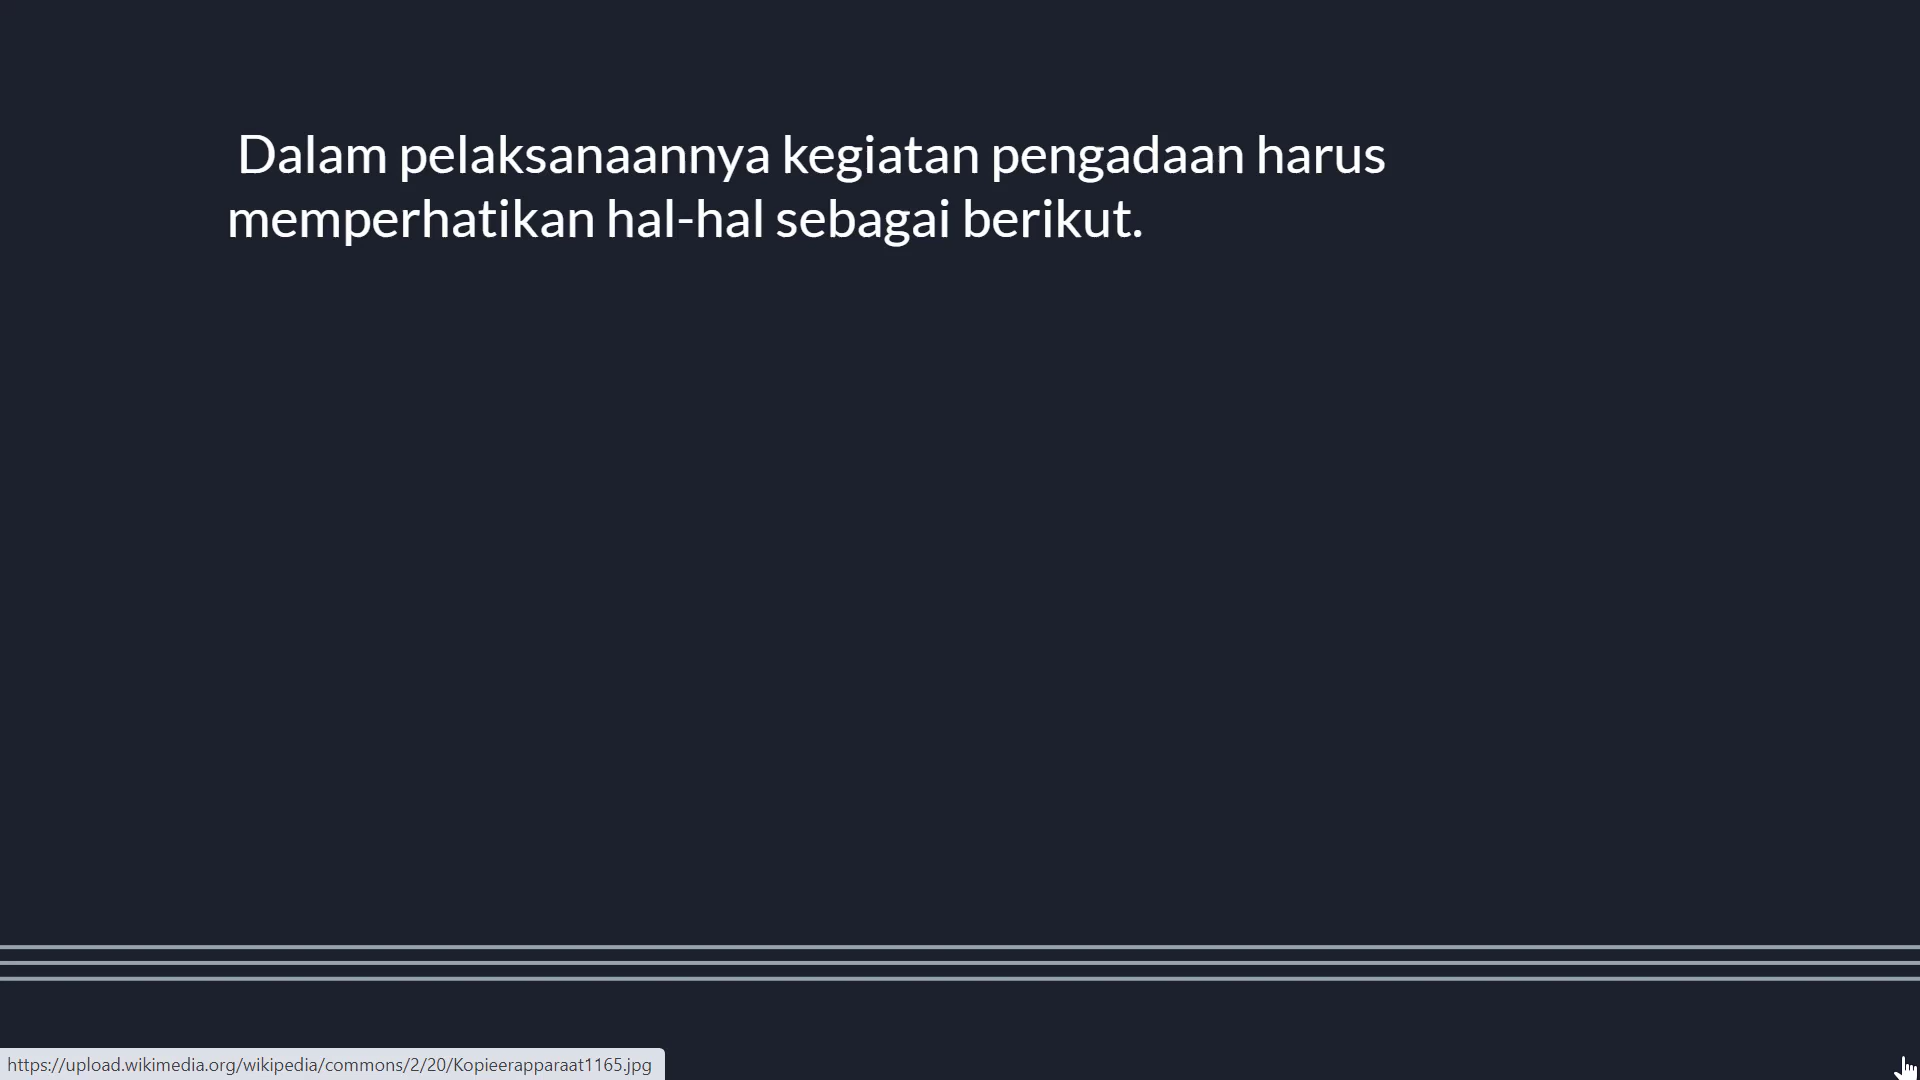 Dalam pelaksanaannya kegiatan pengadaan harus
memperhatikan hal-hal sebagai berikut.
https://upload.wikimedia.org/wikipedia/commons/2/20/Kopieerapparaat1165.jpg